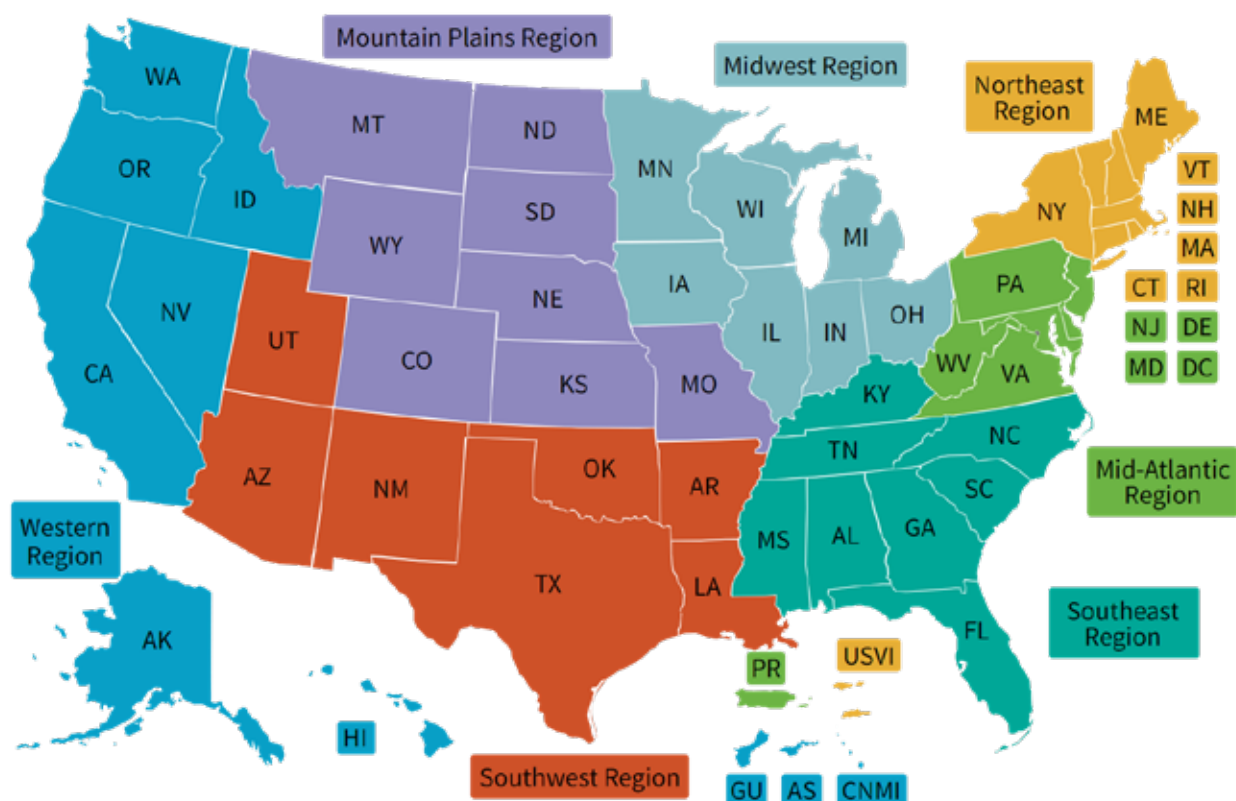 Mountain Plains Region
Midwest Region
Northeast
Region
WA
MT
ND
MN
ME
OR
ID
SD
WI
MI
NY
VT
NH
MA
WY
IA
PA
CT
RI
NV
NE
IL
IN
OH
NJ
DE
UT
CO
KS
MO
WV
VA
MD
DC
CA
KY
AZ
NM
OK
AR
TN
NC
Mid-Atlantic
Region
SC
Western
Region
TX
LA
MS
AL
GA
Southeast
Region
FL
AK
PR
USVI
HI
Southwest Region
GU
AS
CNMI